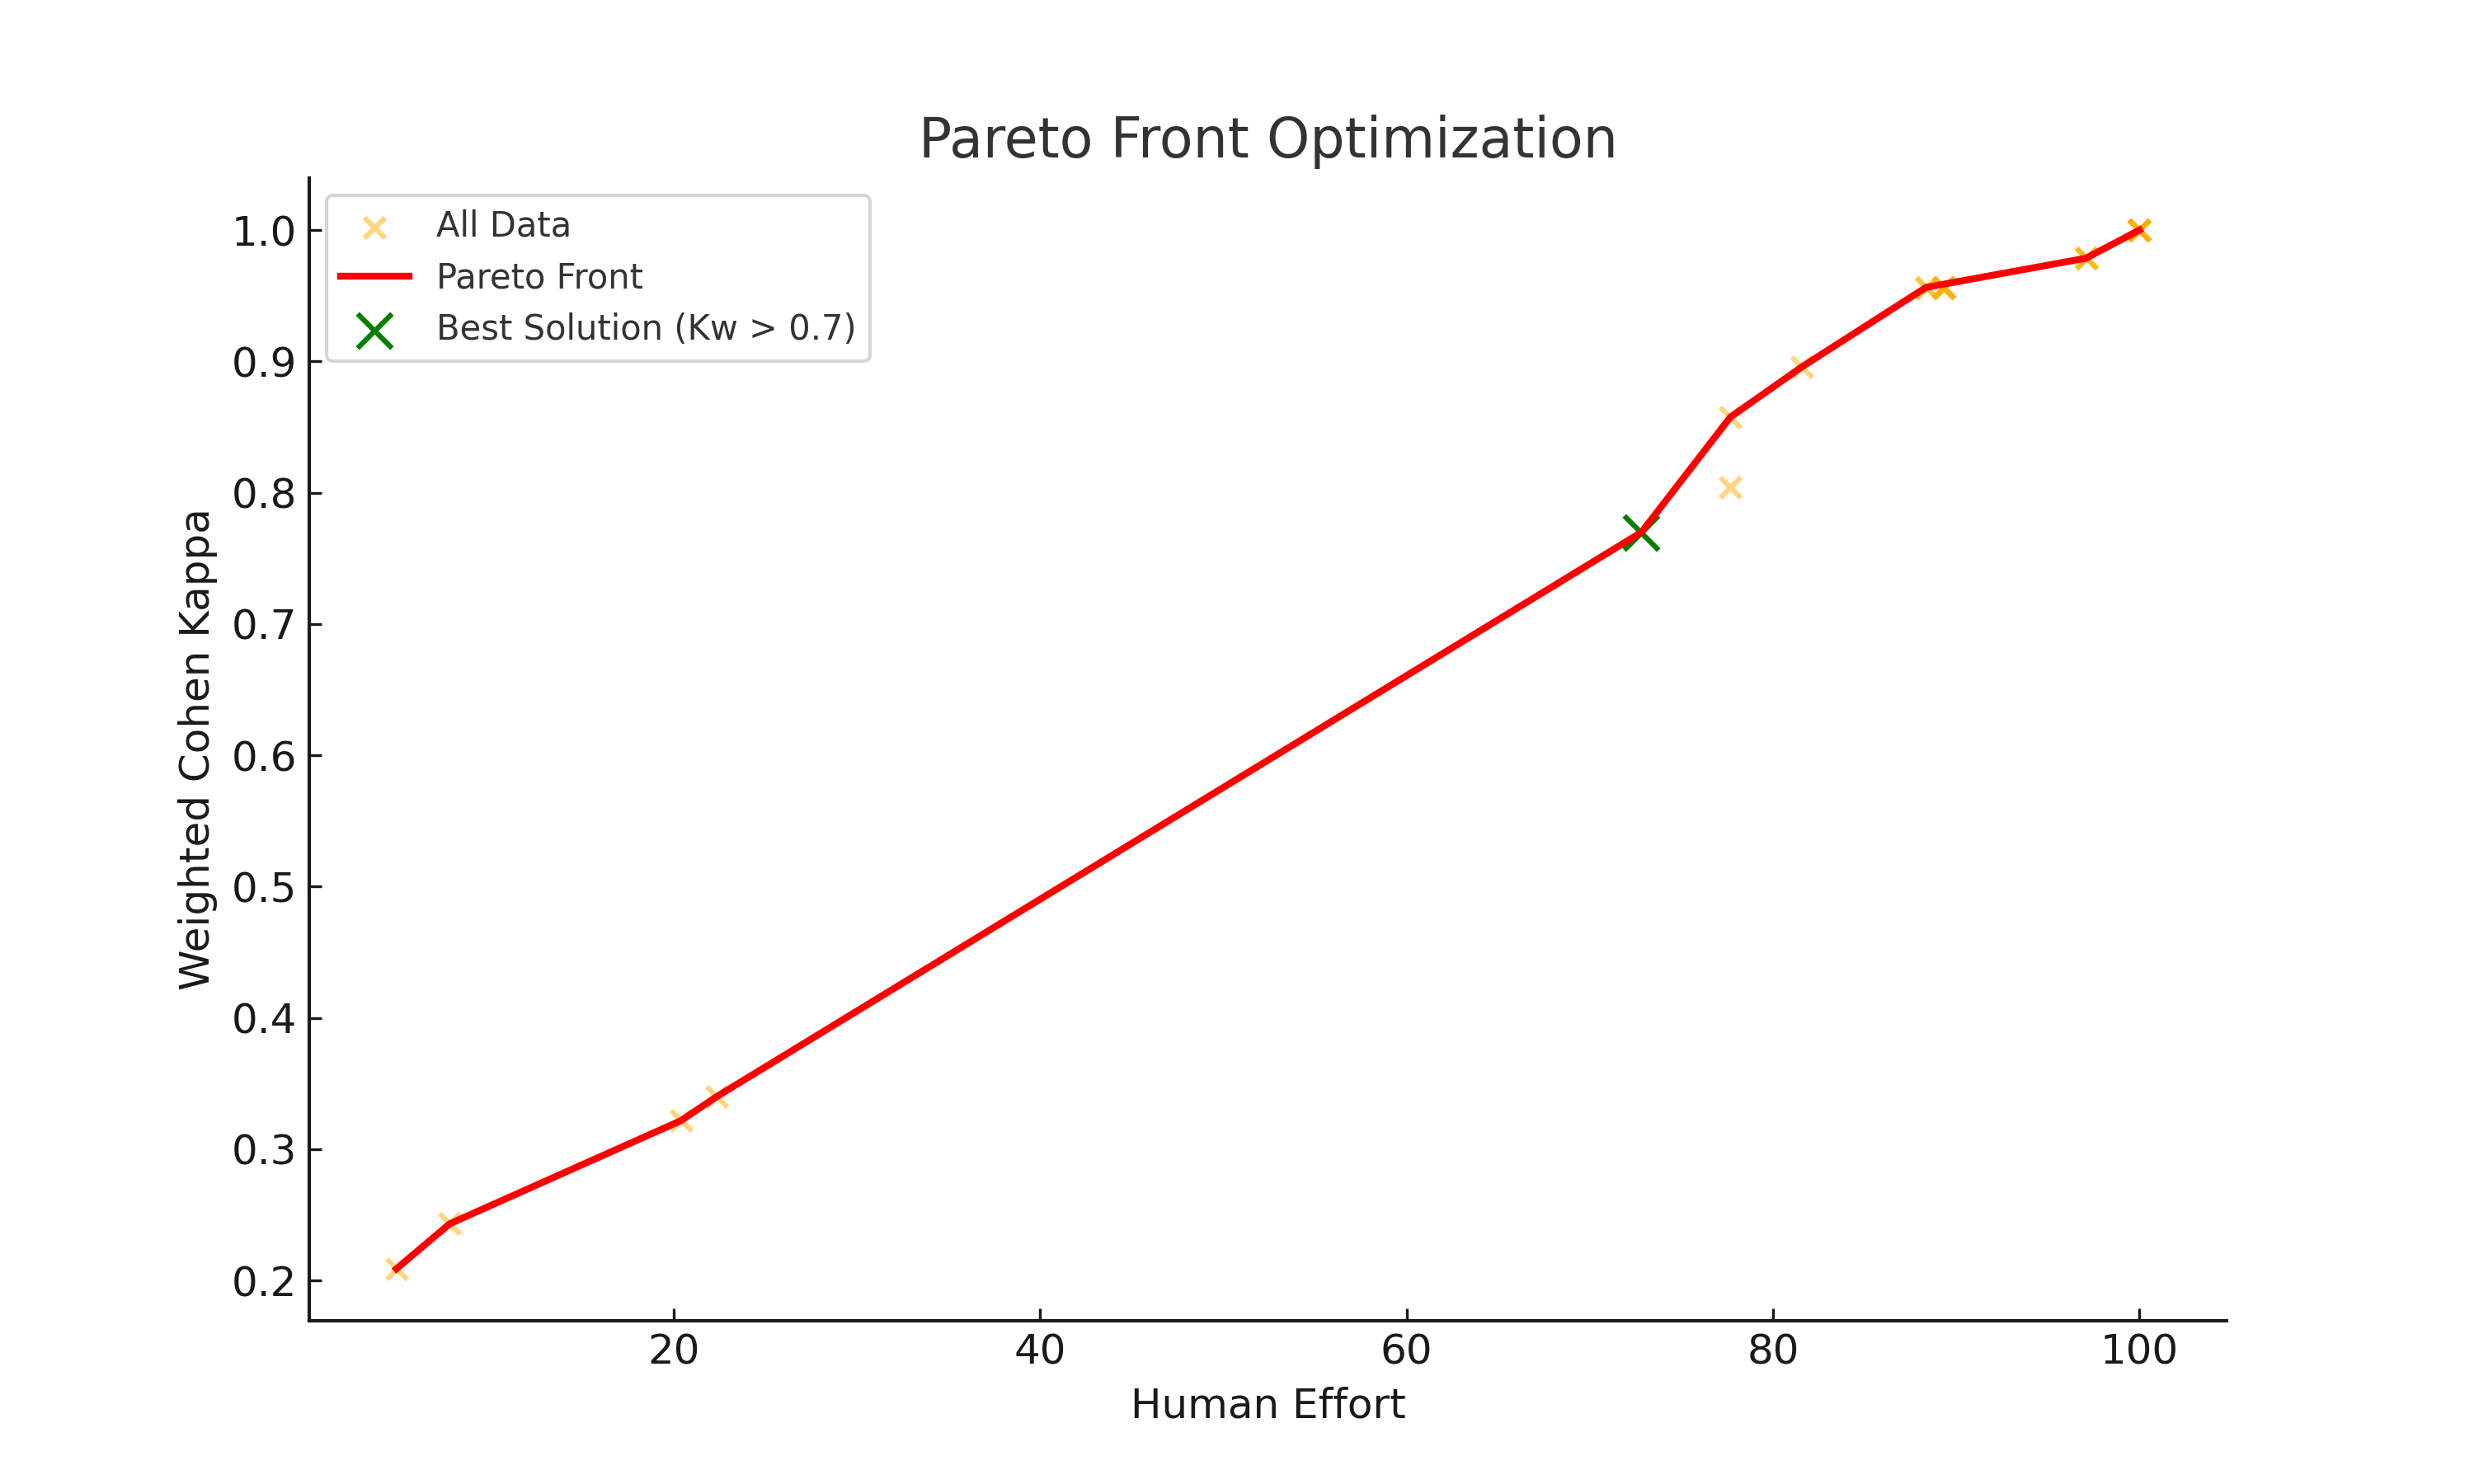 Pareto Front Optimization
All Data
Pareto Front
Best Solution (Kw > 0.7)
Weighted Cohen Kappa
1.0
0.9
0.8
0.7
0.6
0.5
0.4
0.3
0.2
20 40 60 80 100
Human Effort